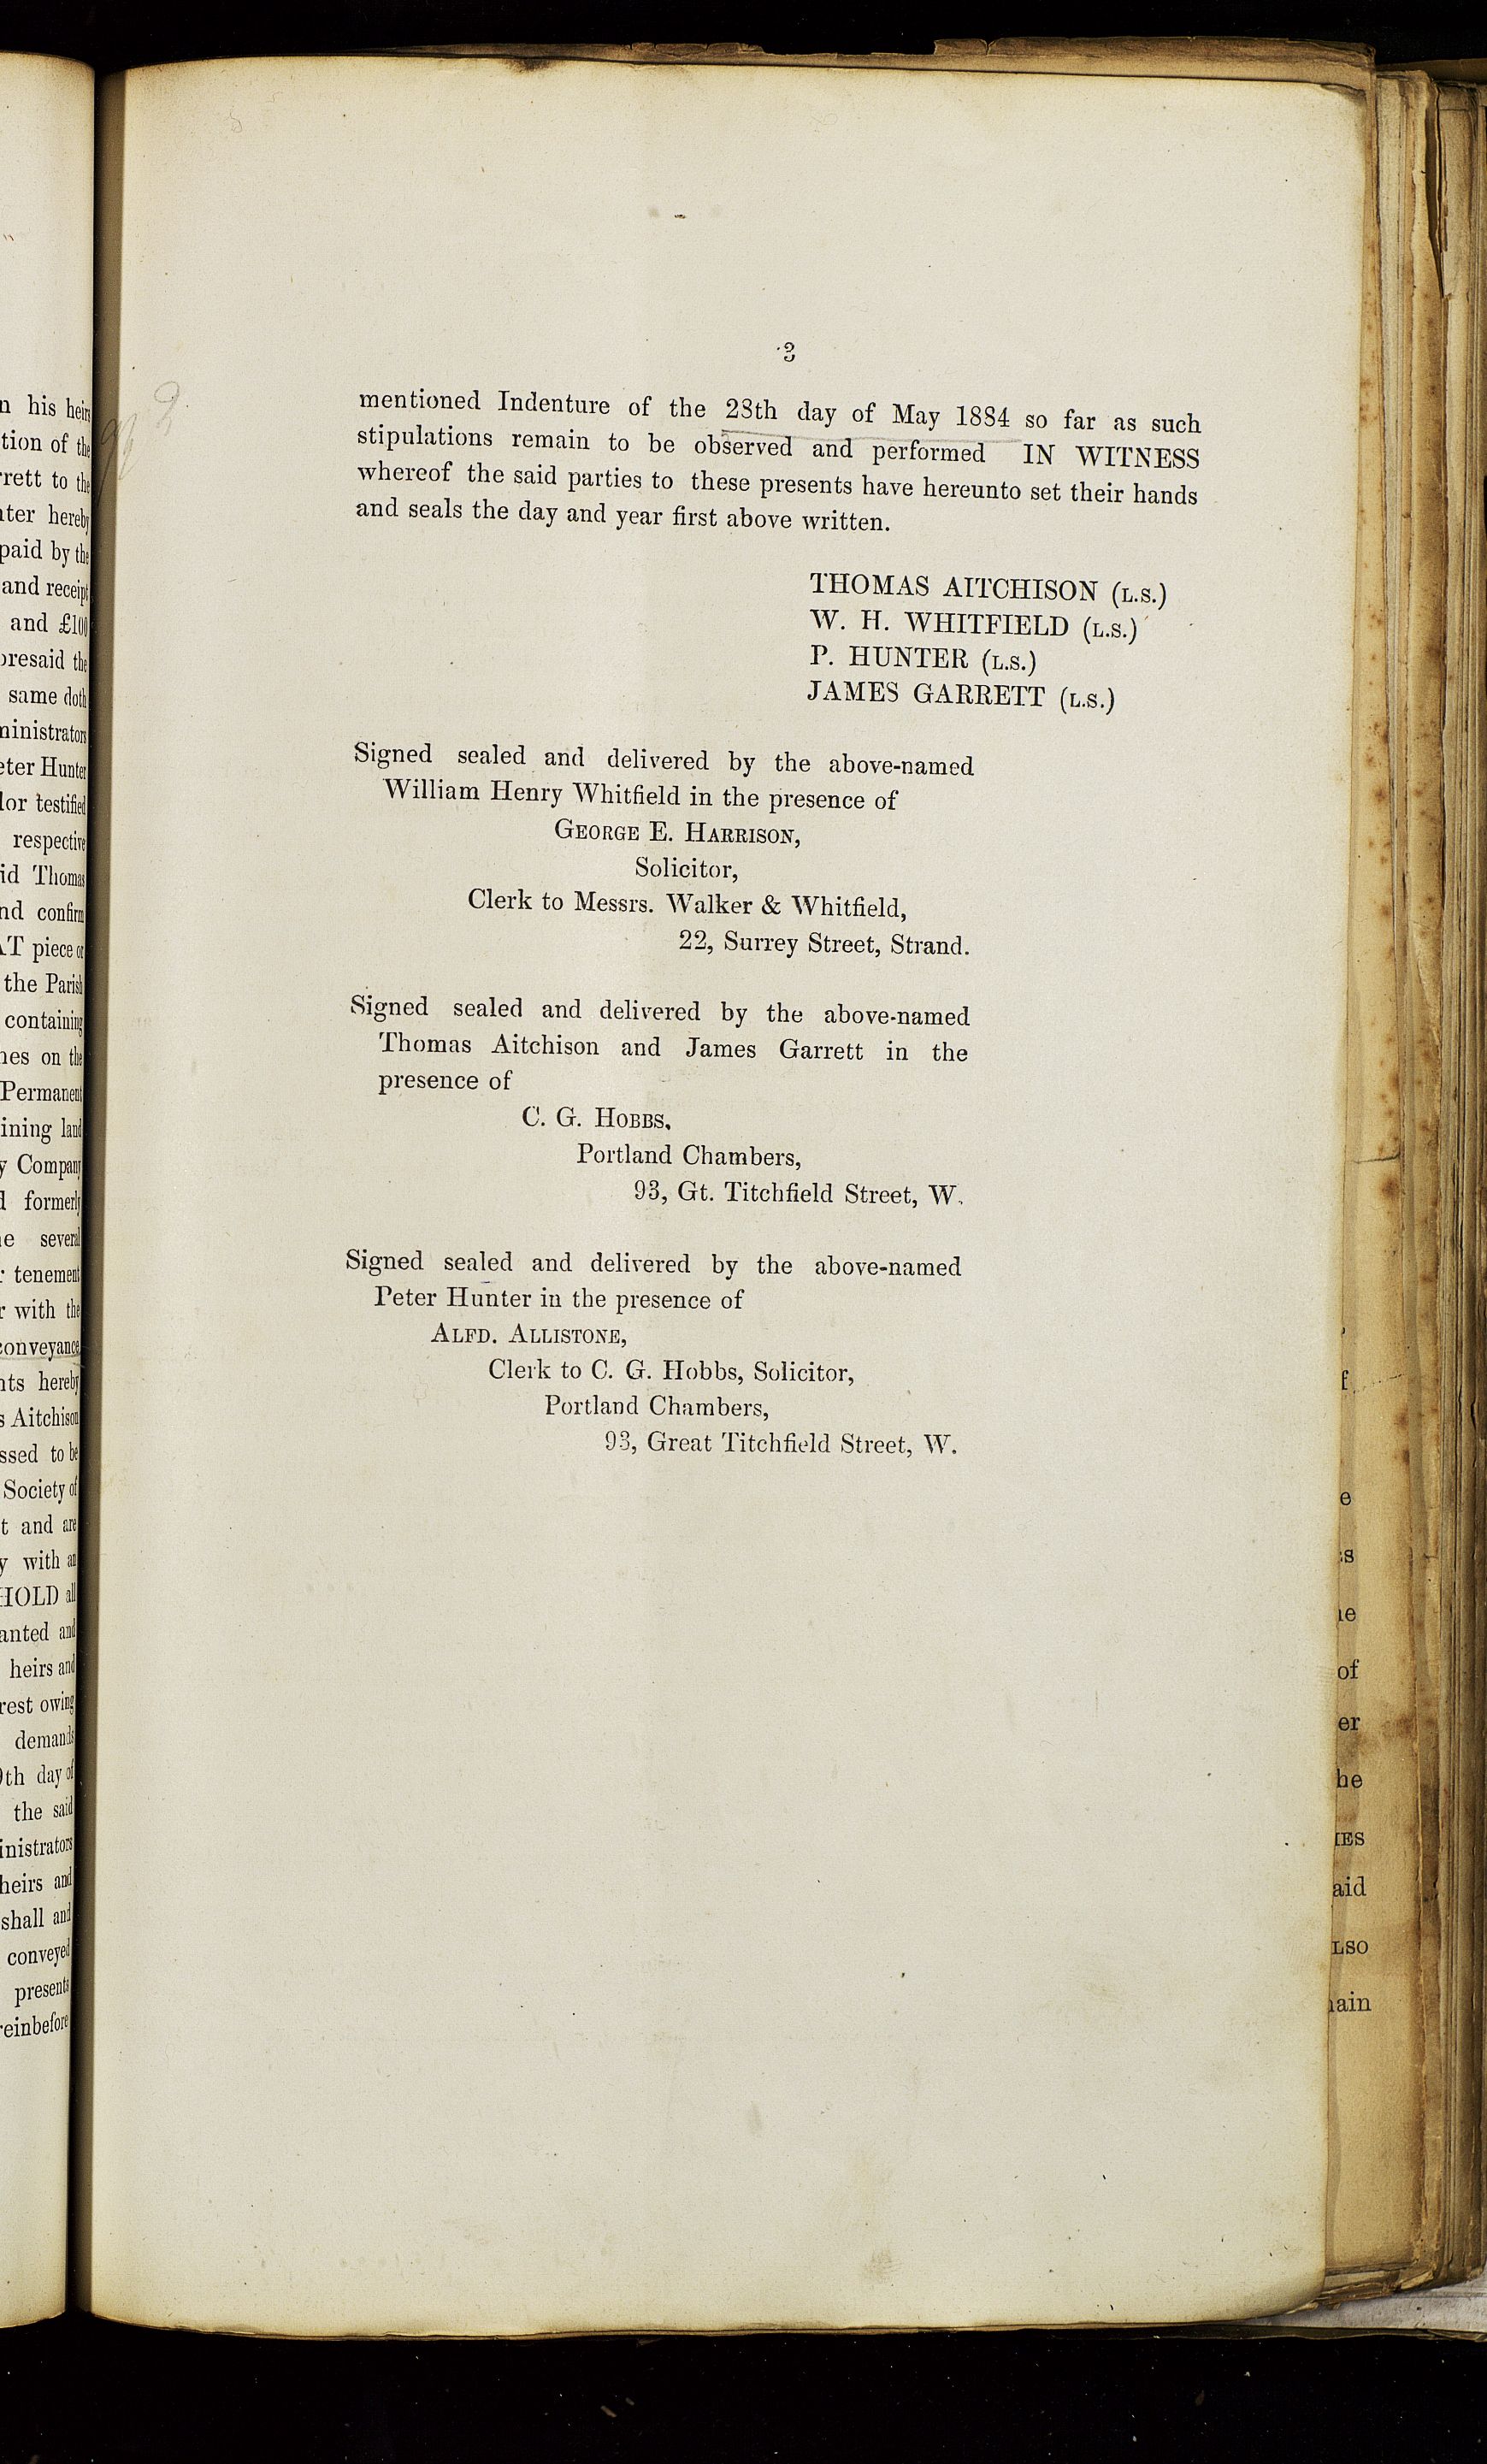 3
mentioned Indenture of the 28th day of May 1884 so far as such
stipulations remain to be observed and performed IN WITNESS
whereof the said parties to these presents have hereunto set their hands
and seals the day and year first above written.
THOMAS AITCHISON (L.S.)
W. H. WHITFIELD (L.S.)
P. HUNTER (L.S.)
JAMES GARRETT (L.S.)
Signed sealed and delivered by the above-named
William Henry Whitfield in the presence of
GEORGE E. HARRISON,
Solicitor,
Clerk to Messrs. Walker & Whitfield,
22, Surrey Street, Strand.
Signed sealed and delivered by the above-named
Thomas Aitchison and James Garrett in the
presence of
C. G. HOBBS,
Portland Chambers,
93, Gt. Titchfield Street, W.
Signed sealed and delivered by the above-named
Peter Hunter in the presence of
ALFD. ALLISTONE,
Clerk to C. G. Hobbs, Solicitor,
Portland Chambers,
93, Great Titchfield Street, W.